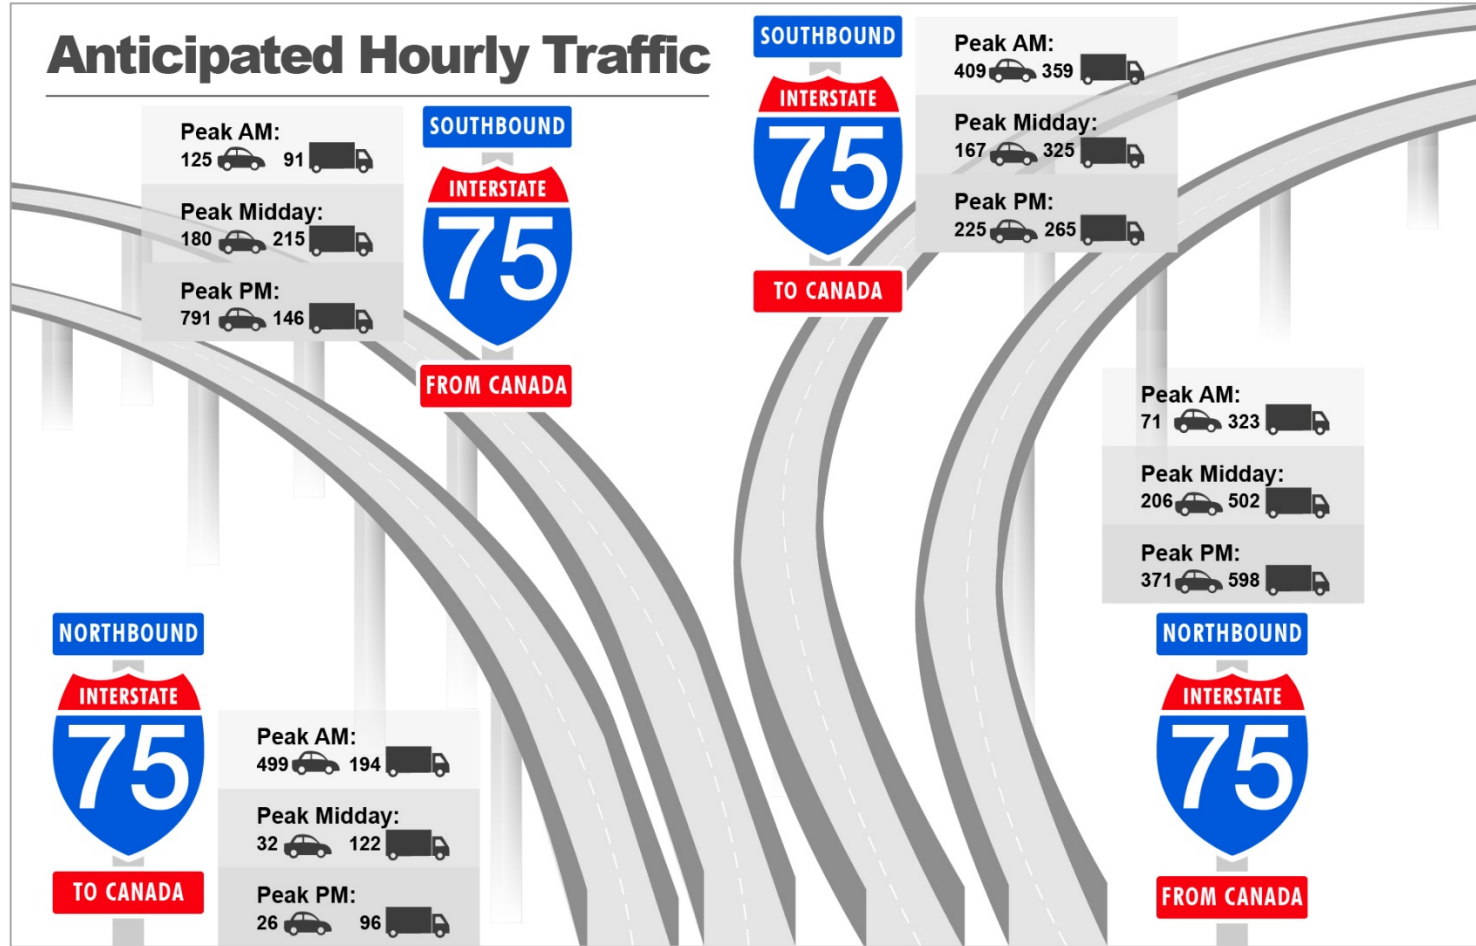 Anticipated Hourly Traffic
Peak AM:
125 91
Peak Midday:
180 215
Peak PM:
791 146
SOUTHBOUND
INTERSTATE
75
FROM CANADA
SOUTHBOUND
INTERSTATE
75
TO CANADA
Peak AM:
409 359
Peak Midday:
167 325
Peak PM:
225 265
NORTHBOUND
INTERSTATE
75
TO CANADA
Peak AM:
499 194
Peak Midday:
32 122
Peak PM:
26 96
Peak AM:
71 323
Peak Midday:
206 502
Peak PM:
371 598
NORTHBOUND
INTERSTATE
75
FROM CANADA